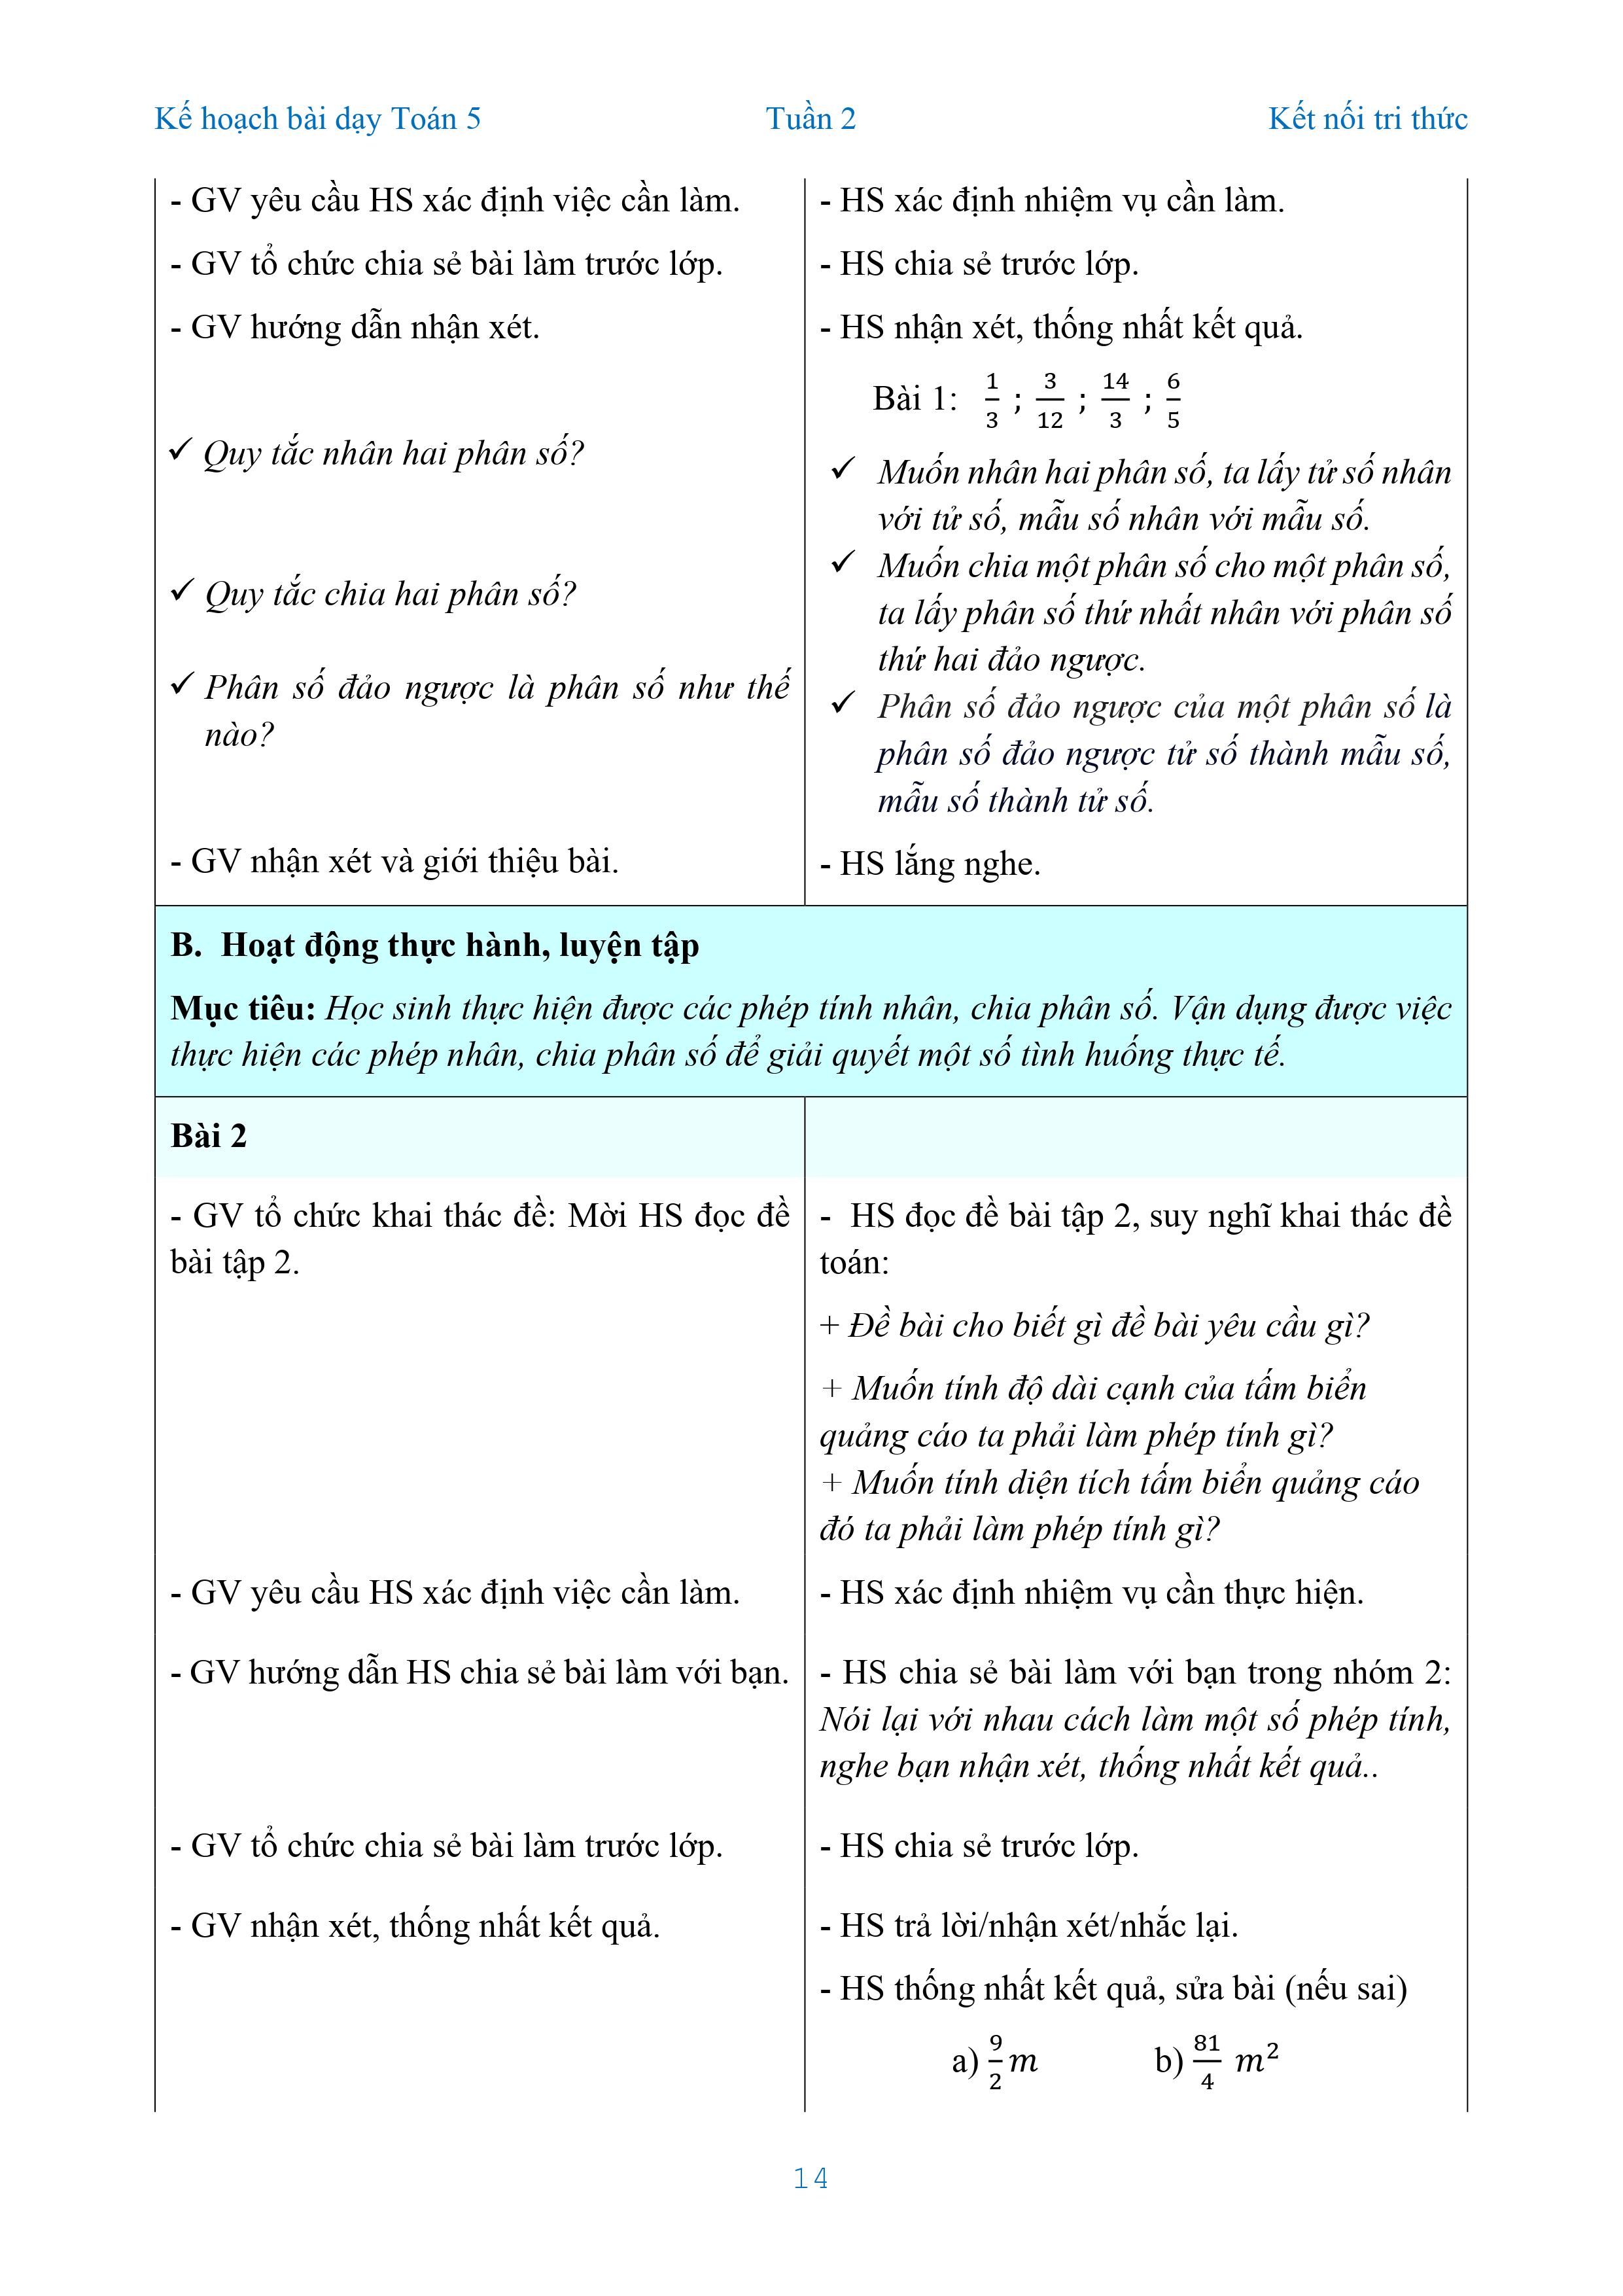 Kế hoạch bài dạy Toán 5 Tuần 2 Kết nối tri thức
- GV yêu cầu HS xác định việc cần làm.
- GV tổ chức chia sẻ bài làm trước lớp.
- GV hướng dẫn nhận xét.
✓ Quy tắc nhân hai phân số?
✓ Quy tắc chia hai phân số?
✓ Phân số đảo ngược là phân số như thế
nào?
- GV nhận xét và giới thiệu bài.
- HS xác định nhiệm vụ cần làm.
- HS chia sẻ trước lớp.
- HS nhận xét, thống nhất kết quả.
Bài 1: 1/3 ; 3/12 ; 14/3 ; 6/5
✓ Muốn nhân hai phân số, ta lấy tử số nhân
với tử số, mẫu số nhân với mẫu số.
✓ Muốn chia một phân số cho một phân số,
ta lấy phân số thứ nhất nhân với phân số
thứ hai đảo ngược.
✓ Phân số đảo ngược của một phân số là
phân số đảo ngược tử số thành mẫu số,
mẫu số thành tử số.
- HS lắng nghe.
B. Hoạt động thực hành, luyện tập
Mục tiêu: Học sinh thực hiện được các phép tính nhân, chia phân số. Vận dụng được việc
thực hiện các phép nhân, chia phân số để giải quyết một số tình huống thực tế.
Bài 2
- GV tổ chức khai thác đề: Mời HS đọc đề
bài tập 2.
- HS đọc đề bài tập 2, suy nghĩ khai thác đề
toán:
+ Đề bài cho biết gì đề bài yêu cầu gì?
+ Muốn tính độ dài cạnh của tấm biển
quảng cáo ta phải làm phép tính gì?
+ Muốn tính diện tích tấm biển quảng cáo
đó ta phải làm phép tính gì?
- GV yêu cầu HS xác định việc cần làm.
- HS xác định nhiệm vụ cần thực hiện.
- GV hướng dẫn HS chia sẻ bài làm với bạn.
- HS chia sẻ bài làm với bạn trong nhóm 2:
Nói lại với nhau cách làm một số phép tính,
nghe bạn nhận xét, thống nhất kết quả..
- GV tổ chức chia sẻ bài làm trước lớp.
- HS chia sẻ trước lớp.
- GV nhận xét, thống nhất kết quả.
- HS trả lời/nhận xét/nhắc lại.
- HS thống nhất kết quả, sửa bài (nếu sai)
a) 9/2 m b) 81/4 m²
14